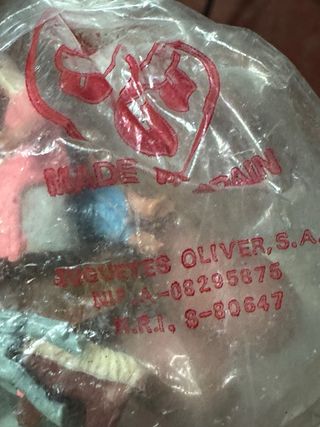 MADE IN SPAIN
JUGUETES OLIVER, S.A.
NIF. A-08295875
N.R.I. 8-80647